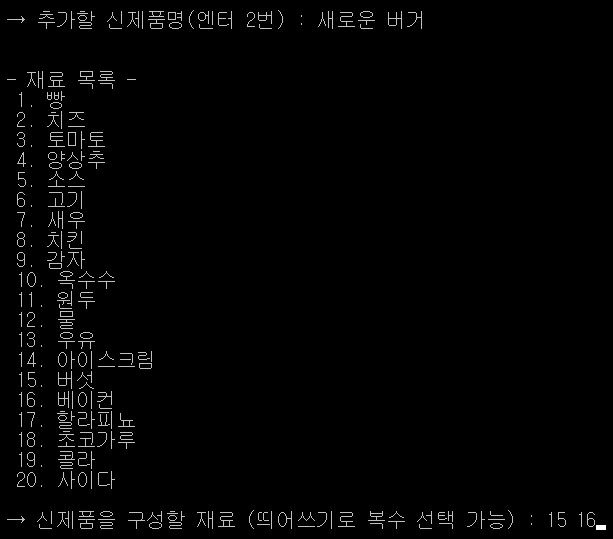 → 추가할 신제품명(엔터 2번) : 새로운 버거
- 재료 목록 -
1. 빵
2. 치즈
3. 토마토
4. 양상추
5. 소스
6. 고기
7. 새우
8. 치킨
9. 감자
10. 옥수수
11. 원두
12. 물
13. 우유
14. 아이스크림
15. 버섯
16. 베이컨
17. 할라피뇨
18. 초코가루
19. 콜라
20. 사이다
→ 신제품을 구성할 재료 (띄어쓰기로 복수 선택 가능) : 15 16